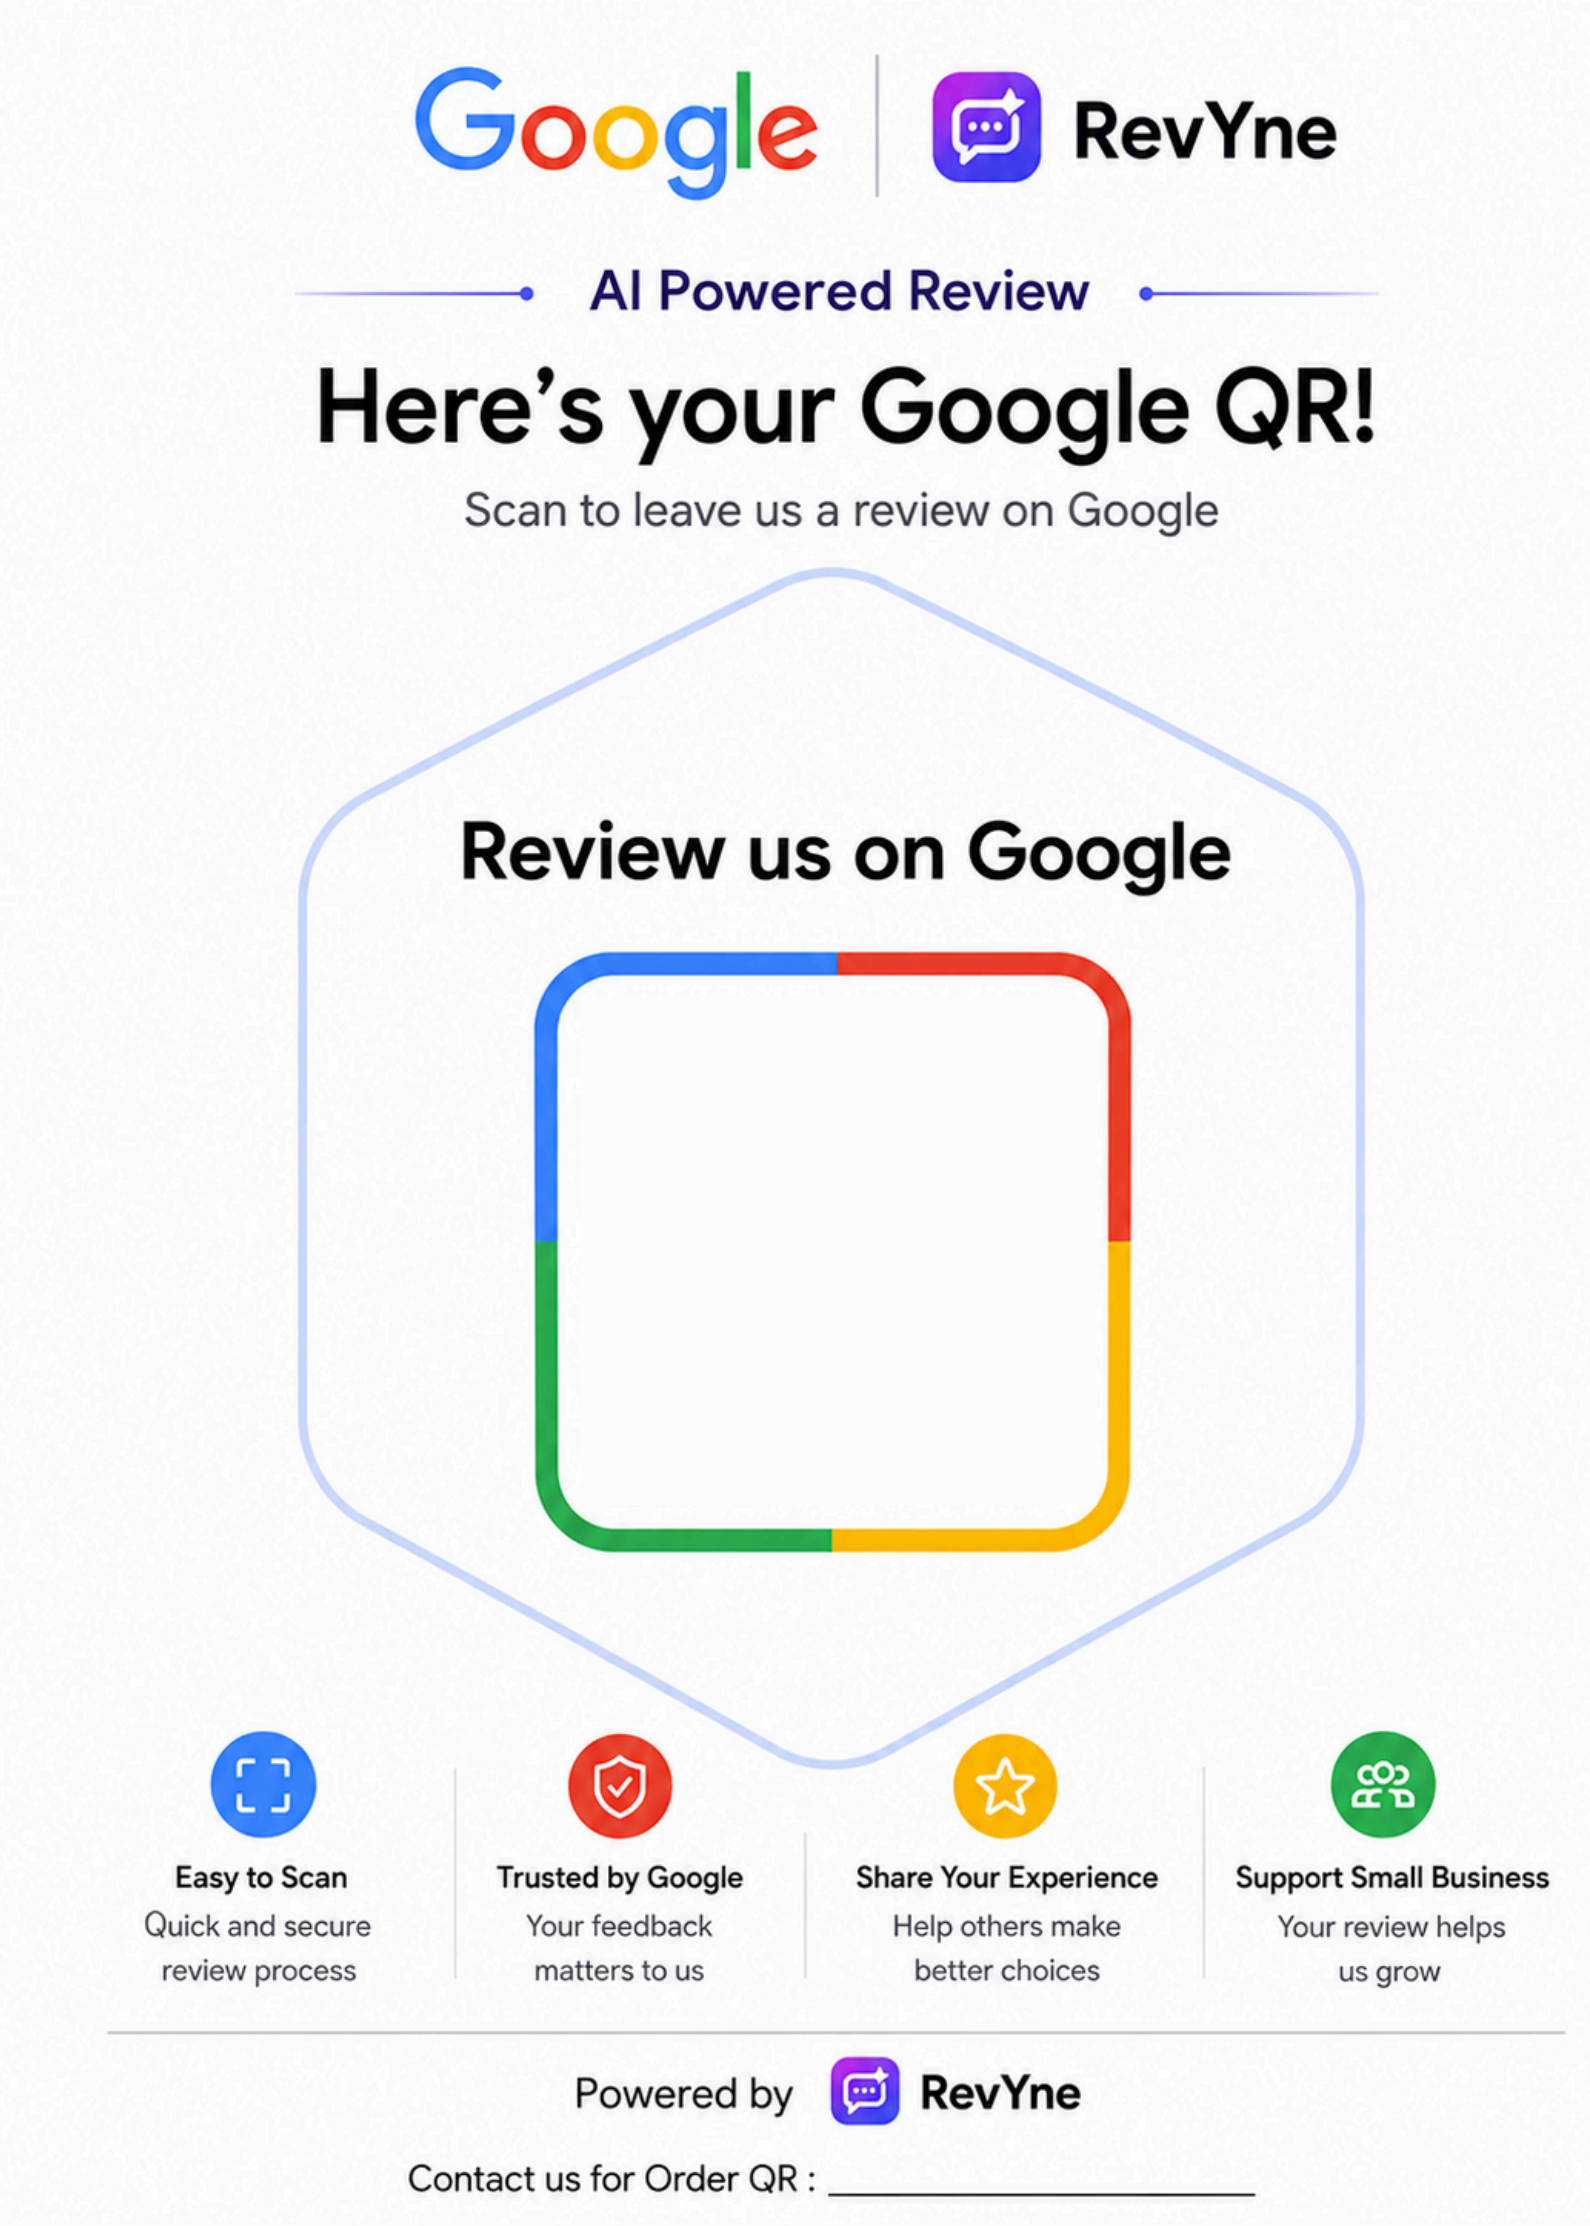 Google
RevYne
AI Powered Review
Here's your Google QR!
Scan to leave us a review on Google
Review us on Google
Easy to Scan
Quick and secure
review process
Trusted by Google
Your feedback
matters to us
Share Your Experience
Help others make
better choices
Support Small Business
Your review helps
us grow
Powered by RevYne
Contact us for Order QR :